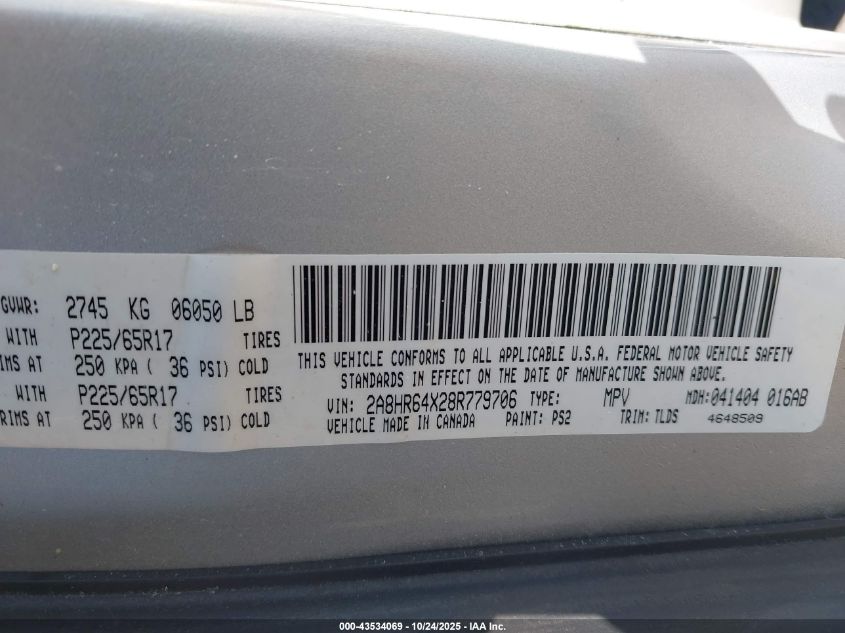 GVWR: 2745 KG 06050 LB
WITH P225/65R17 TIRES
IMS AT 250 KPA ( 36 PSI) COLD
WITH P225/65R17 TIRES
RIMS AT 250 KPA ( 36 PSI) COLD
THIS VEHICLE CONFORMS TO ALL APPLICABLE U.S.A. FEDERAL MOTOR VEHICLE SAFETY
STANDARDS IN EFFECT ON THE DATE OF MANUFACTURE SHOWN ABOVE.
VIN: 2A8HR64X28R779706 TYPE: MPV MDH:041404 016AB
VEHICLE MADE IN CANADA PAINT: PS2 TRIM: TLDS 4648509
000-43534069 - 10/24/2025 - IAA Inc.